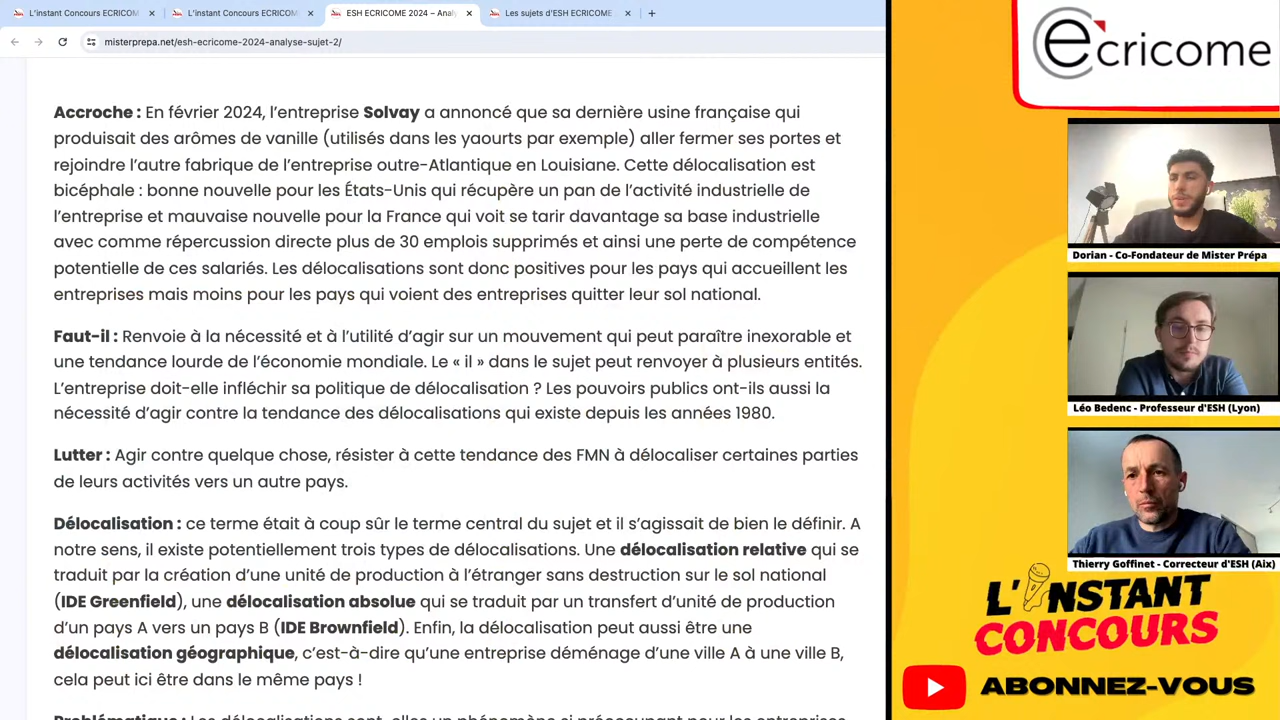 L'instant Concours ECRICOM
L'instant Concours ECRICOME
ESH ECRICOME 2024 – Analy
Les sujets d'ESH ECRICOME
misterprepa.net/esh-ecricome-2024-analyse-sujet-2/
Accroche : En février 2024, l'entreprise Solvay a annoncé que sa dernière usine française qui
produisait des arômes de vanille (utilisés dans les yaourts par exemple) aller fermer ses portes et
rejoindre l'autre fabrique de l'entreprise outre-Atlantique en Louisiane. Cette délocalisation est
bicéphale : bonne nouvelle pour les États-Unis qui récupère un pan de l'activité industrielle de
l'entreprise et mauvaise nouvelle pour la France qui voit se tarir davantage sa base industrielle
avec comme répercussion directe plus de 30 emplois supprimés et ainsi une perte de compétence
potentielle de ces salariés. Les délocalisations sont donc positives pour les pays qui accueillent les
entreprises mais moins pour les pays qui voient des entreprises quitter leur sol national.
Faut-il : Renvoie à la nécessité et à l'utilité d'agir sur un mouvement qui peut paraître inexorable et
une tendance lourde de l'économie mondiale. Le « il » dans le sujet peut renvoyer à plusieurs entités.
L'entreprise doit-elle infléchir sa politique de délocalisation ? Les pouvoirs publics ont-ils aussi la
nécessité d'agir contre la tendance des délocalisations qui existe depuis les années 1980.
Lutter : Agir contre quelque chose, résister à cette tendance des FMN à délocaliser certaines parties
de leurs activités vers un autre pays.
Délocalisation : ce terme était à coup sûr le terme central du sujet et il s'agissait de bien le définir. A
notre sens, il existe potentiellement trois types de délocalisations. Une délocalisation relative qui se
traduit par la création d'une unité de production à l'étranger sans destruction sur le sol national
(IDE Greenfield), une délocalisation absolue qui se traduit par un transfert d'unité de production
d'un pays A vers un pays B (IDE Brownfield). Enfin, la délocalisation peut aussi être une
délocalisation géographique, c'est-à-dire qu'une entreprise déménage d'une ville A à une ville B,
cela peut ici être dans le même pays !
Problématique : Les délocalisations sont-elles un phénomène si préoccupant pour les entreprises
ecricome
Dorian - Co-Fondateur de Mister Prépa
Léo Bedenc - Professeur d'ESH (Lyon)
Thierry Goffinet - Correcteur d'ESH (Aix)
L'INSTANT
CONCOURS
ABONNEZ-VOUS